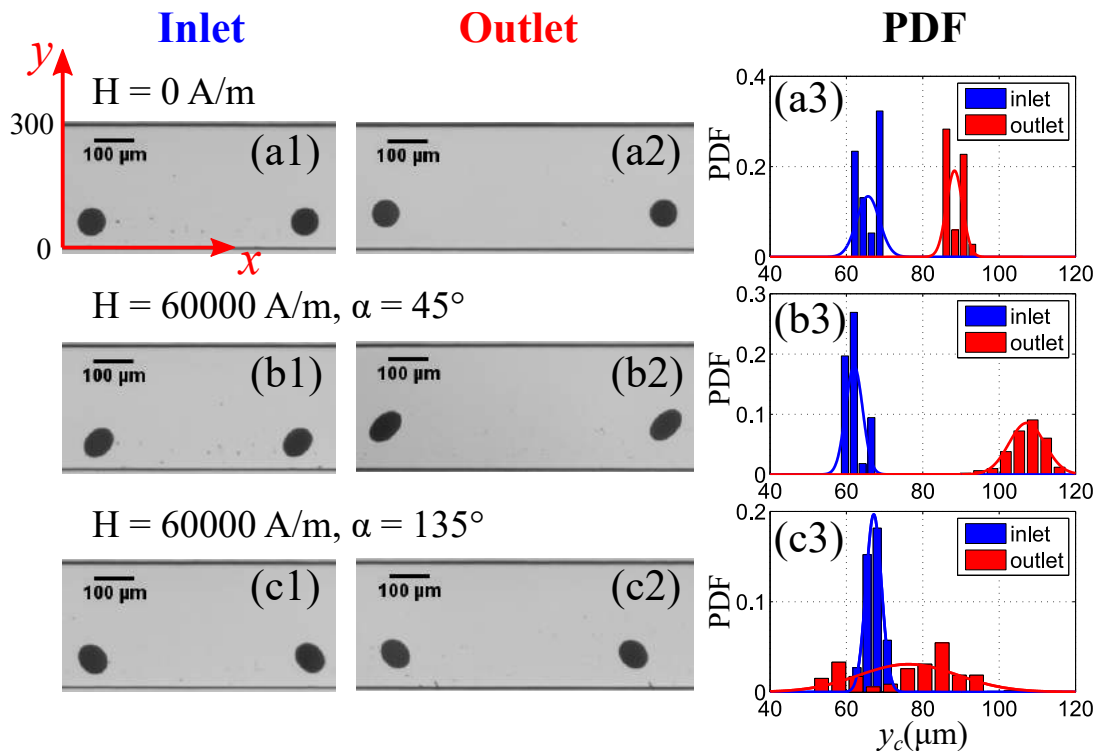 Inlet
Outlet
PDF
y
H = 0 A/m
300
0
x
100 μm
(a1)
100 μm
(a2)
(a3)
inlet
outlet
PDF
0.4
0.2
0
40 60 80 100 120
H = 60000 A/m, α = 45°
100 μm
(b1)
100 μm
(b2)
(b3)
inlet
outlet
PDF
0.3
0.2
0.1
0
40 60 80 100 120
H = 60000 A/m, α = 135°
100 μm
(c1)
100 μm
(c2)
(c3)
inlet
outlet
PDF
0.2
0.1
0
40 60 80 100 120
y_c(μm)